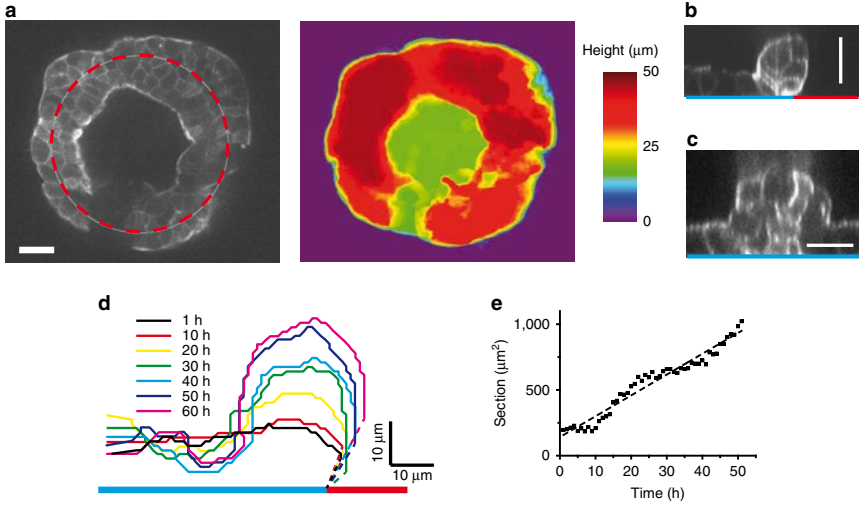 a
Height (μm)
50
25
0
b
c
d
1 h
10 h
20 h
30 h
40 h
50 h
60 h
10 μm
10 μm
e
Section (μm²)
1,000
500
0
0 10 20 30 40 50
Time (h)